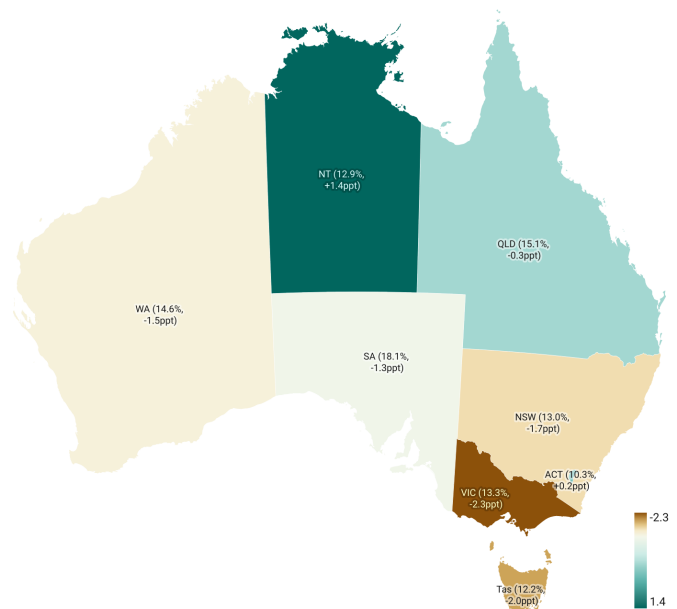 NT (12.9%,
+1.4ppt)
QLD (15.1%,
-0.3ppt)
WA (14.6%,
-1.5ppt)
SA (18.1%,
-1.3ppt)
NSW (13.0%,
-1.7ppt)
ACT (10.3%,
+0.2ppt)
VIC (13.3%,
-2.3ppt)
Tas (12.2%,
-2.0ppt)
-2.3
1.4